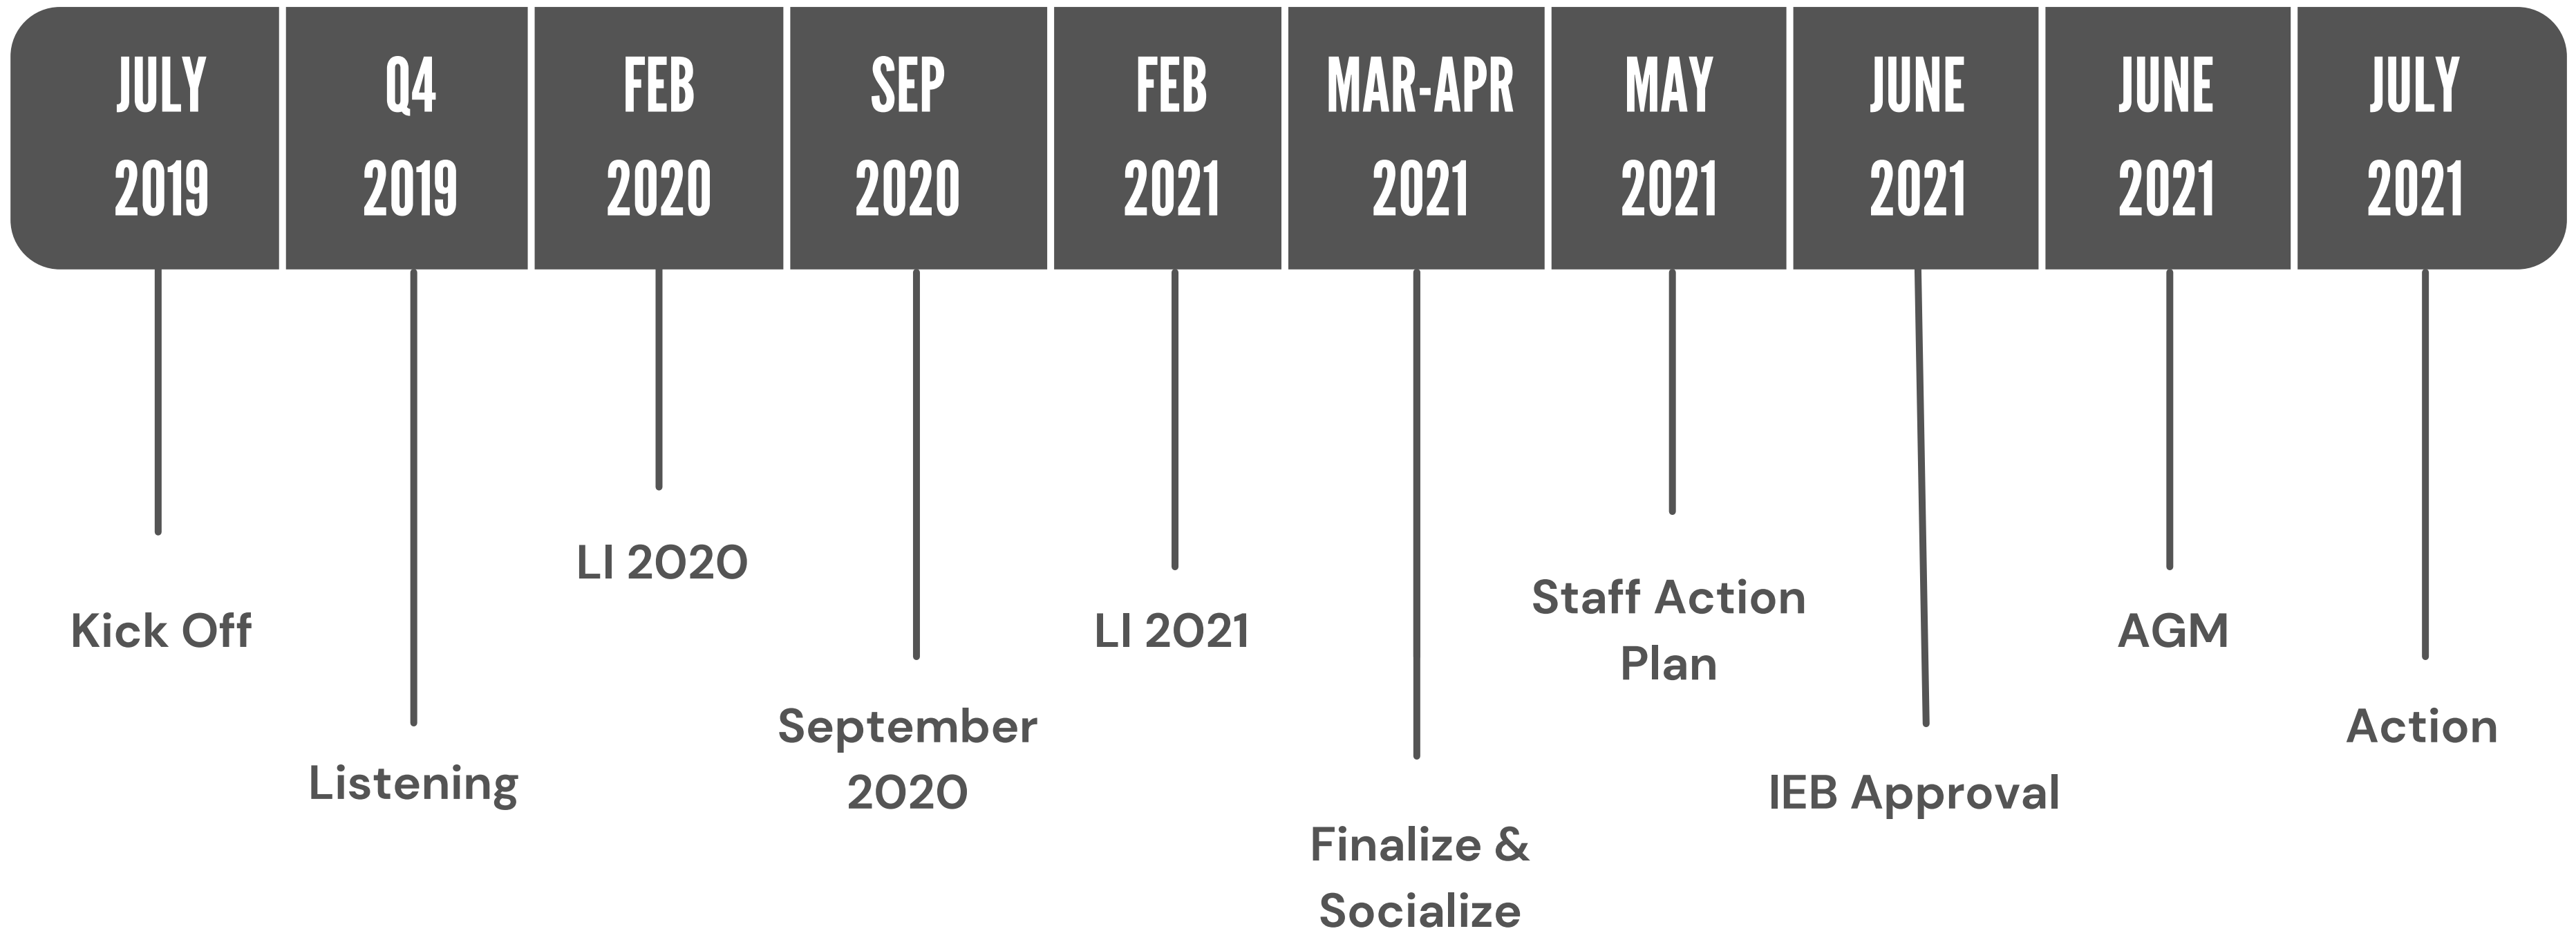 JULY
2019
Q4
2019
FEB
2020
SEP
2020
FEB
2021
MAR-APR
2021
MAY
2021
JUNE
2021
JUNE
2021
JULY
2021
Kick Off
Listening
LI 2020
September
2020
LI 2021
Finalize &
Socialize
Staff Action
Plan
IEB Approval
AGM
Action